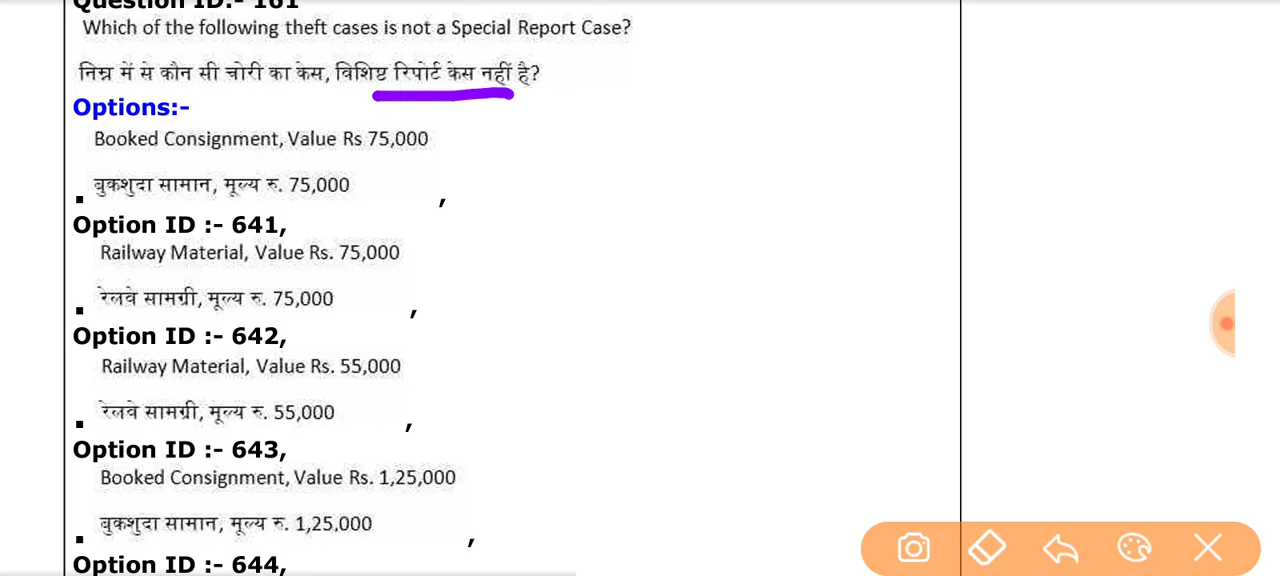 Question ID:- 161
Which of the following theft cases is not a Special Report Case?
निम्न में से कौन सी चोरी का केस, विशिष्ट रिपोर्ट केस नहीं है?
Options:-
Booked Consignment, Value Rs 75,000
बुकशुदा सामान, मूल्य रु. 75,000
,
Option ID :- 641,
Railway Material, Value Rs. 75,000
रेलवे सामग्री, मूल्य रु. 75,000
,
Option ID :- 642,
Railway Material, Value Rs. 55,000
रेलवे सामग्री, मूल्य रु. 55,000
,
Option ID :- 643,
Booked Consignment, Value Rs. 1,25,000
बुकशुदा सामान, मूल्य रु. 1,25,000
,
Option ID :- 644,